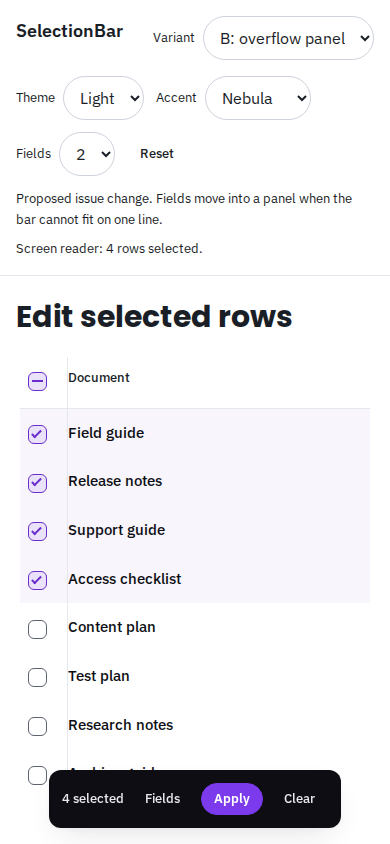 SelectionBar
Variant B: overflow panel
Theme Light Accent Nebula
Fields 2 Reset
Proposed issue change. Fields move into a panel when the
bar cannot fit on one line.
Screen reader: 4 rows selected.
Edit selected rows
Document
Field guide
Release notes
Support guide
Access checklist
Content plan
Test plan
Research notes
4 selected Fields Apply Clear